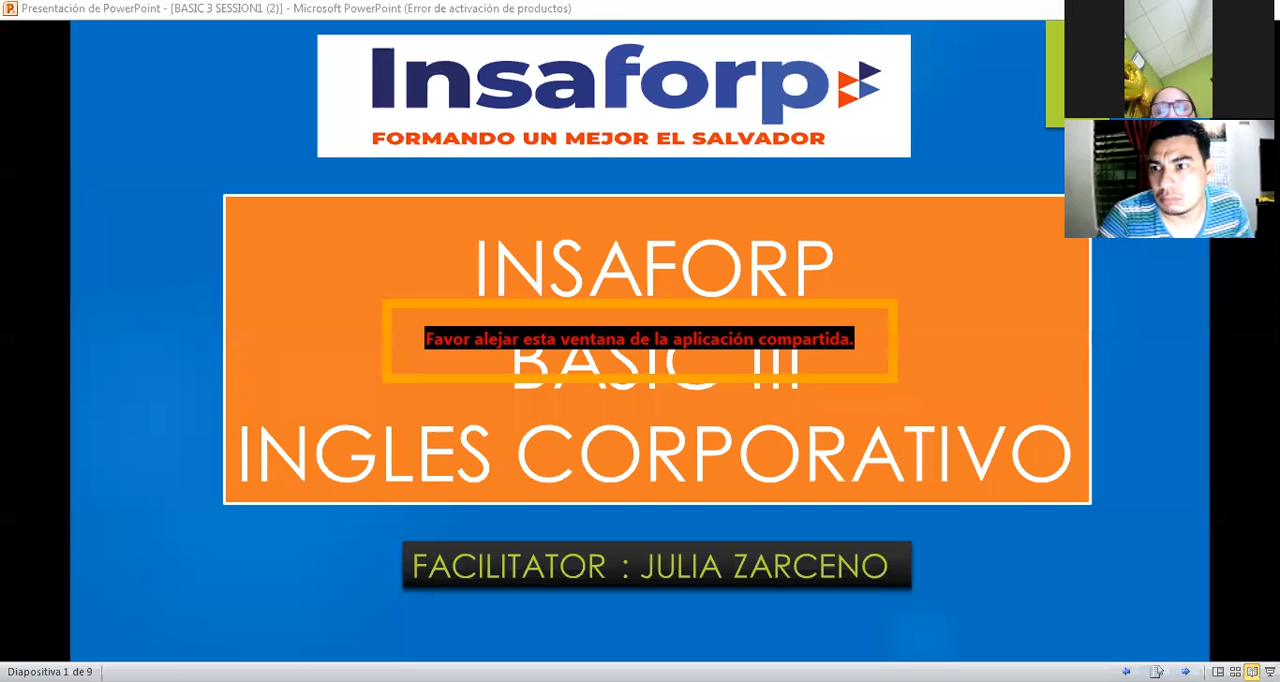 Presentación de PowerPoint - [BASIC 3 SESSION1 (2)] - Microsoft PowerPoint (Error de activación de productos)
Insaforp
FORMANDO UN MEJOR EL SALVADOR
INSAFORP
Favor alejar esta ventana de la aplicación compartida.
BASIC III
INGLES CORPORATIVO
FACILITATOR : JULIA ZARCENO
Diapositiva 1 de 9